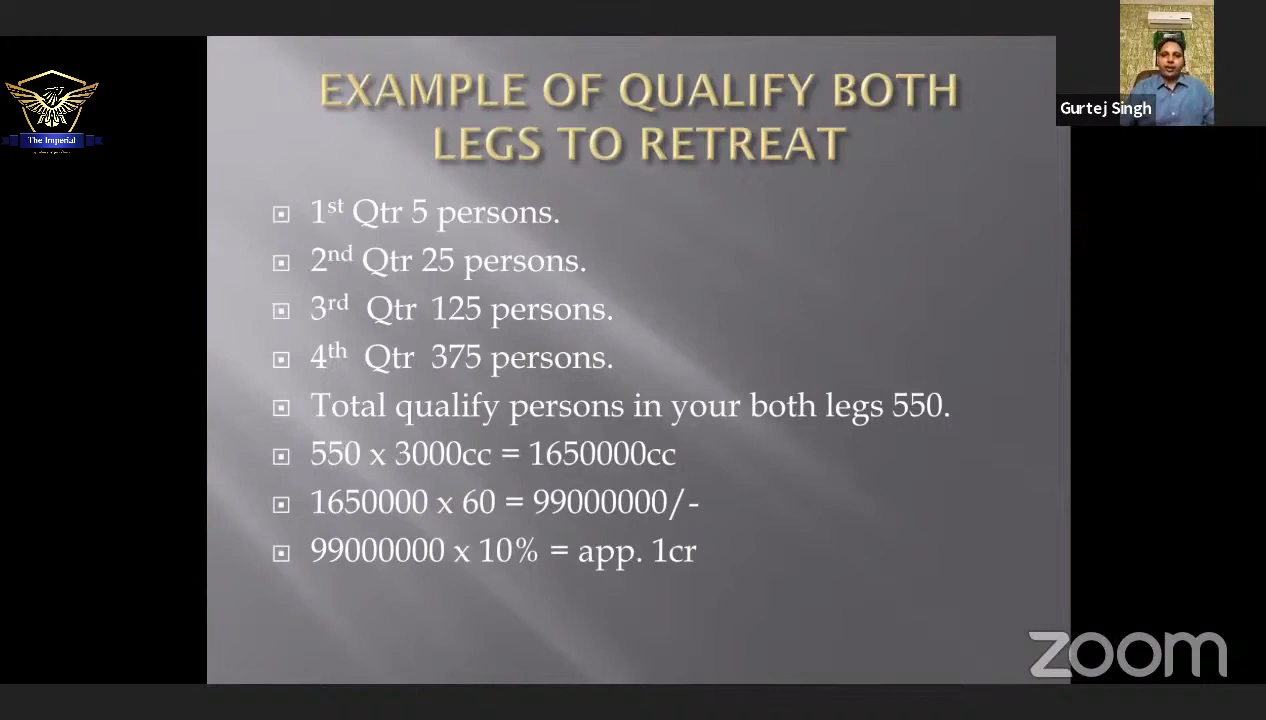 EXAMPLE OF QUALIFY BOTH
LEGS TO RETREAT
Gurtej Singh
The Imperial
1st Qtr 5 persons.
2nd Qtr 25 persons.
3rd Qtr 125 persons.
4th Qtr 375 persons.
Total qualify persons in your both legs 550.
550 x 3000cc = 1650000cc
1650000 x 60 = 99000000/-
99000000 x 10% = app. 1cr
zoom